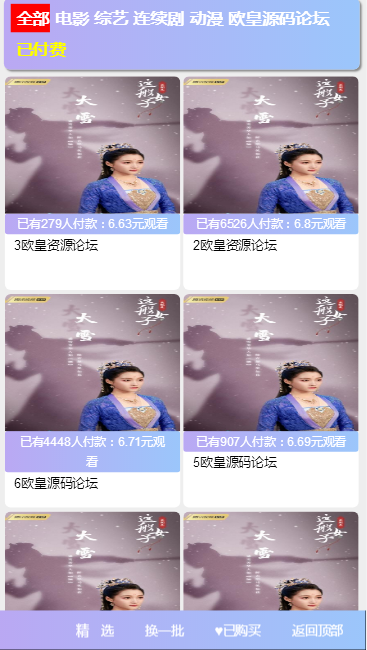 全部 电影 综艺 连续剧 动漫 欧皇源码论坛
已付费
这般女子
大雪
这般女子
大雪
已有279人付款：6.63元观看
已有6526人付款：6.8元观看
3欧皇资源论坛
2欧皇资源论坛
这般女子
大雪
这般女子
大雪
已有4448人付款：6.71元观
看
已有907人付款：6.69元观看
6欧皇源码论坛
5欧皇源码论坛
这般女子
大雪
这般女子
大雪
精 选 换一批 ♥已购买 返回顶部